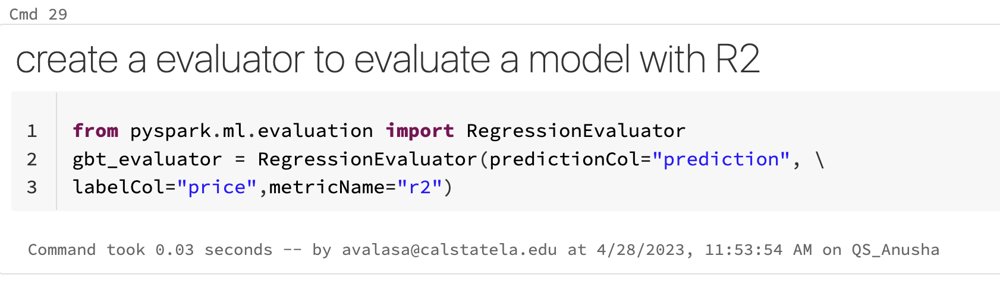 Cmd 29
create a evaluator to evaluate a model with R2
1 from pyspark.ml.evaluation import RegressionEvaluator
2 gbt_evaluator = RegressionEvaluator(predictionCol="prediction", \
3 labelCol="price",metricName="r2")
Command took 0.03 seconds -- by avalasa@calstatela.edu at 4/28/2023, 11:53:54 AM on QS_Anusha